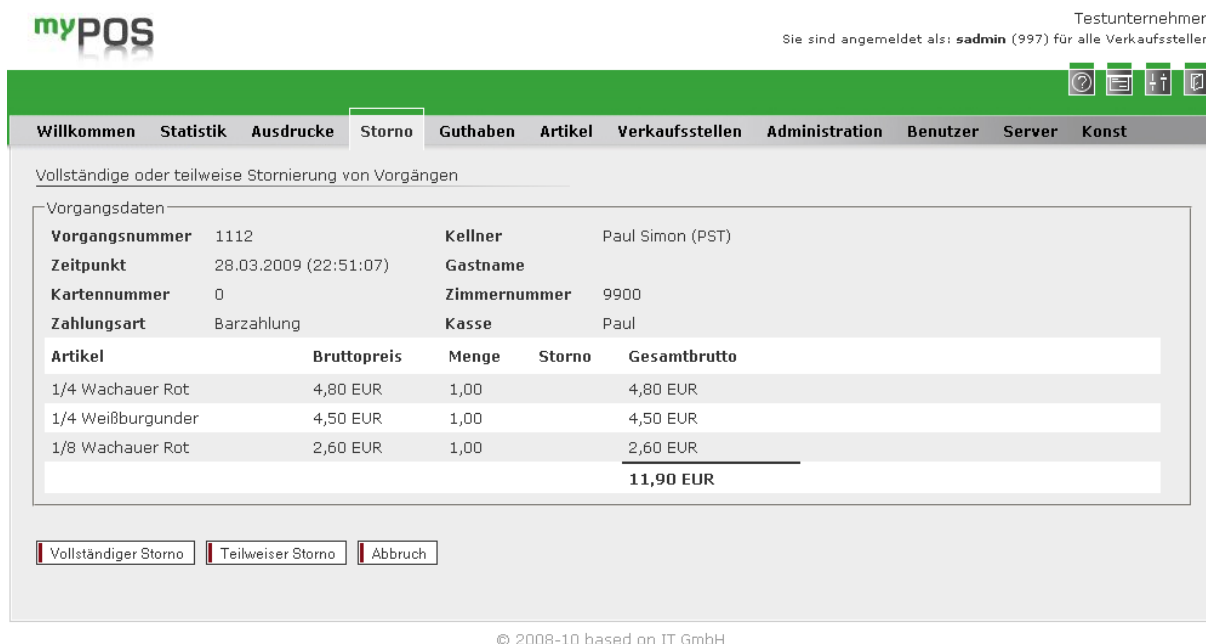 myPOS
Testunternehmen
Sie sind angemeldet als: sadmin (997) für alle Verkaufsstellen
Willkommen Statistik Ausdrucke Storno Guthaben Artikel Verkaufsstellen Administration Benutzer Server Konst
Vollständige oder teilweise Stornierung von Vorgängen
Vorgangsdaten
Vorgangsnummer 1112 Kellner Paul Simon (PST)
Zeitpunkt 28.03.2009 (22:51:07) Gastname
Kartennummer 0 Zimmernummer 9900
Zahlungsart Barzahlung Kasse Paul
Artikel Bruttopreis Menge Storno Gesamtbrutto
1/4 Wachauer Rot 4,80 EUR 1,00 4,80 EUR
1/4 Weißburgunder 4,50 EUR 1,00 4,50 EUR
1/8 Wachauer Rot 2,60 EUR 1,00 2,60 EUR
11,90 EUR
Vollständiger Storno Teilweiser Storno Abbruch
© 2008-10 based on IT GmbH